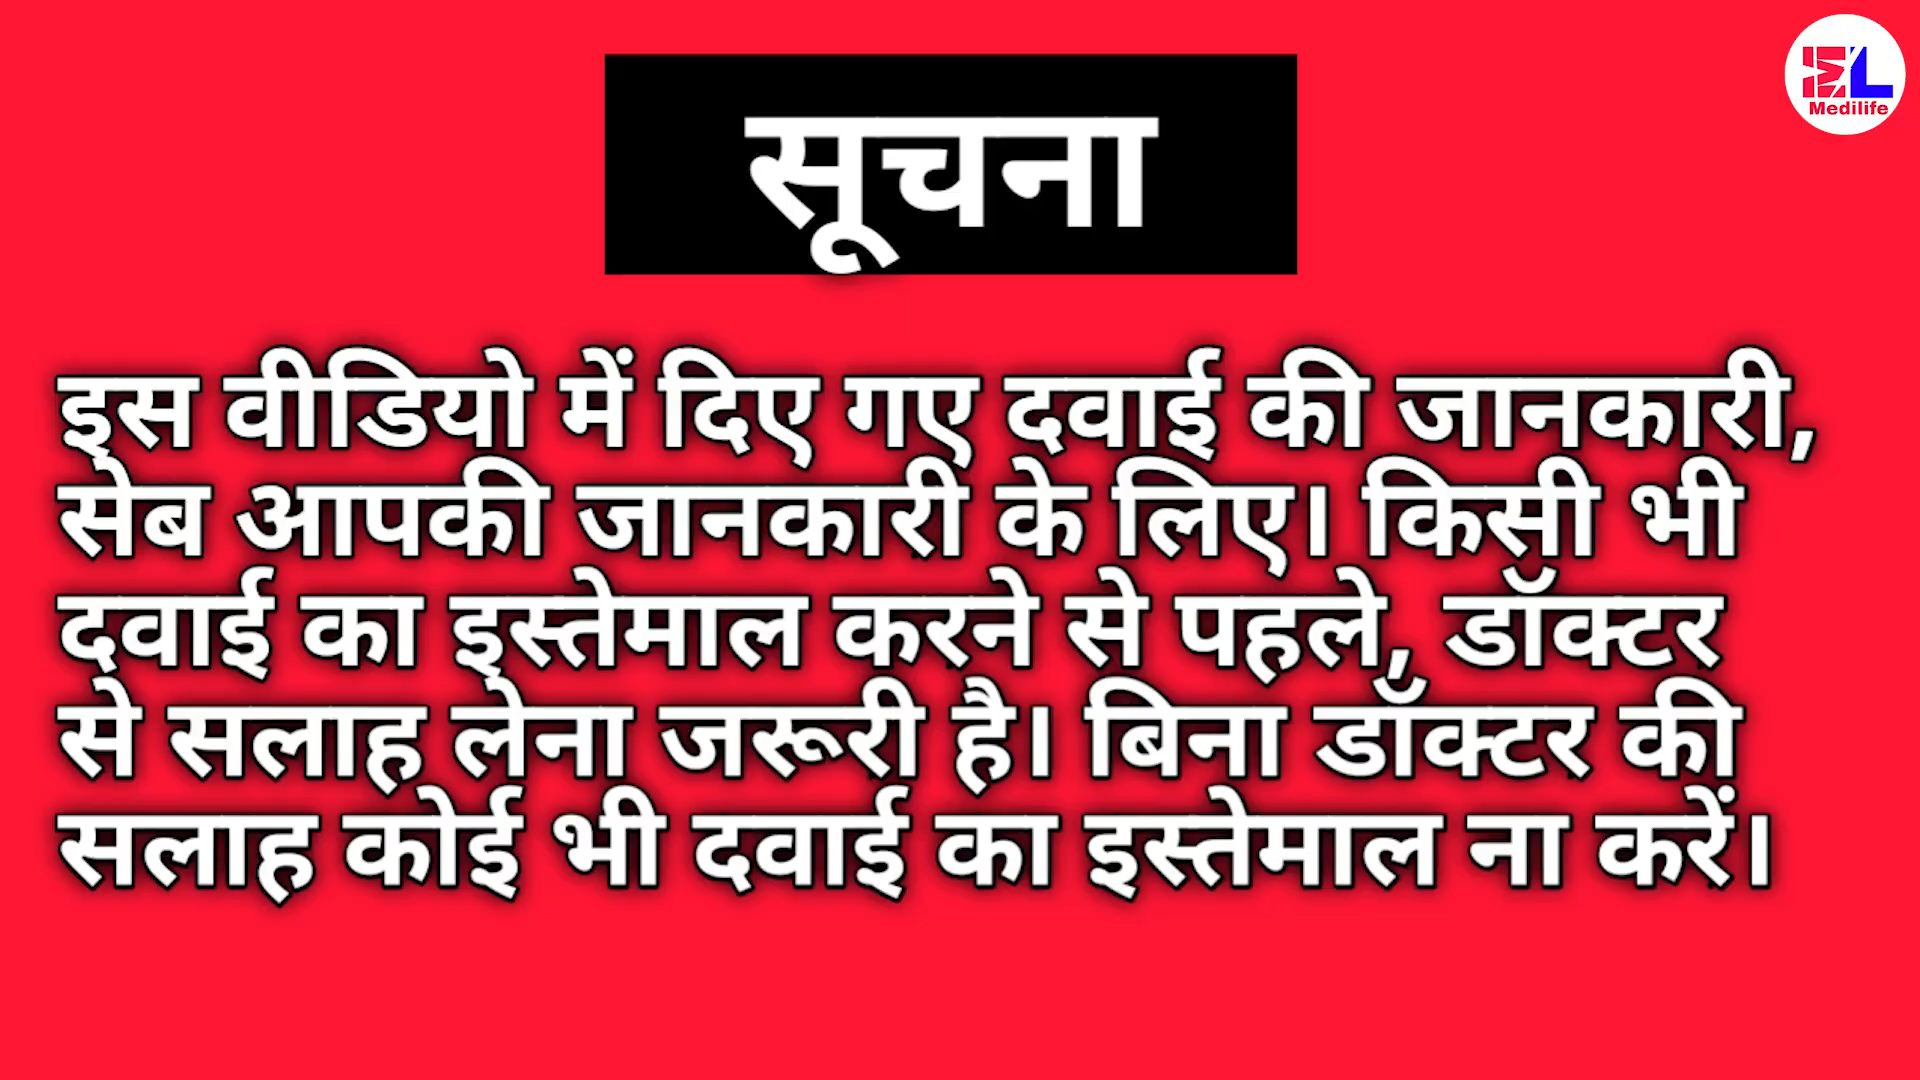 EL
Medilife
सूचना
इस वीडियो में दिए गए दवाई की जानकारी,
सेब आपकी जानकारी के लिए। किसी भी
दवाई का इस्तेमाल करने से पहले, डॉक्टर
से सलाह लेना जरूरी है। बिना डॉक्टर की
सलाह कोई भी दवाई का इस्तेमाल ना करें।